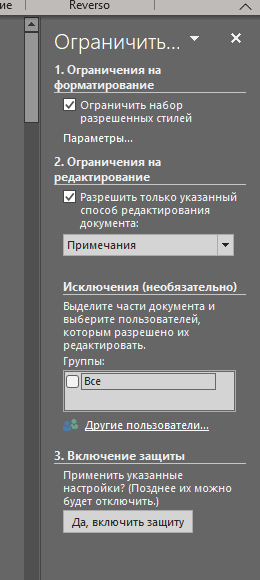 ие
Reverso
Ограничить...
1. Ограничения на
форматирование
Ограничить набор
разрешенных стилей
Параметры...
2. Ограничения на
редактирование
Разрешить только указанный
способ редактирования
документа:
Примечания
Исключения (необязательно)
Выделите части документа и
выберите пользователей,
которым разрешено их
редактировать.
Группы:
Все
Другие пользователи...
3. Включение защиты
Применить указанные
настройки? (Позднее их можно
будет отключить.)
Да, включить защиту